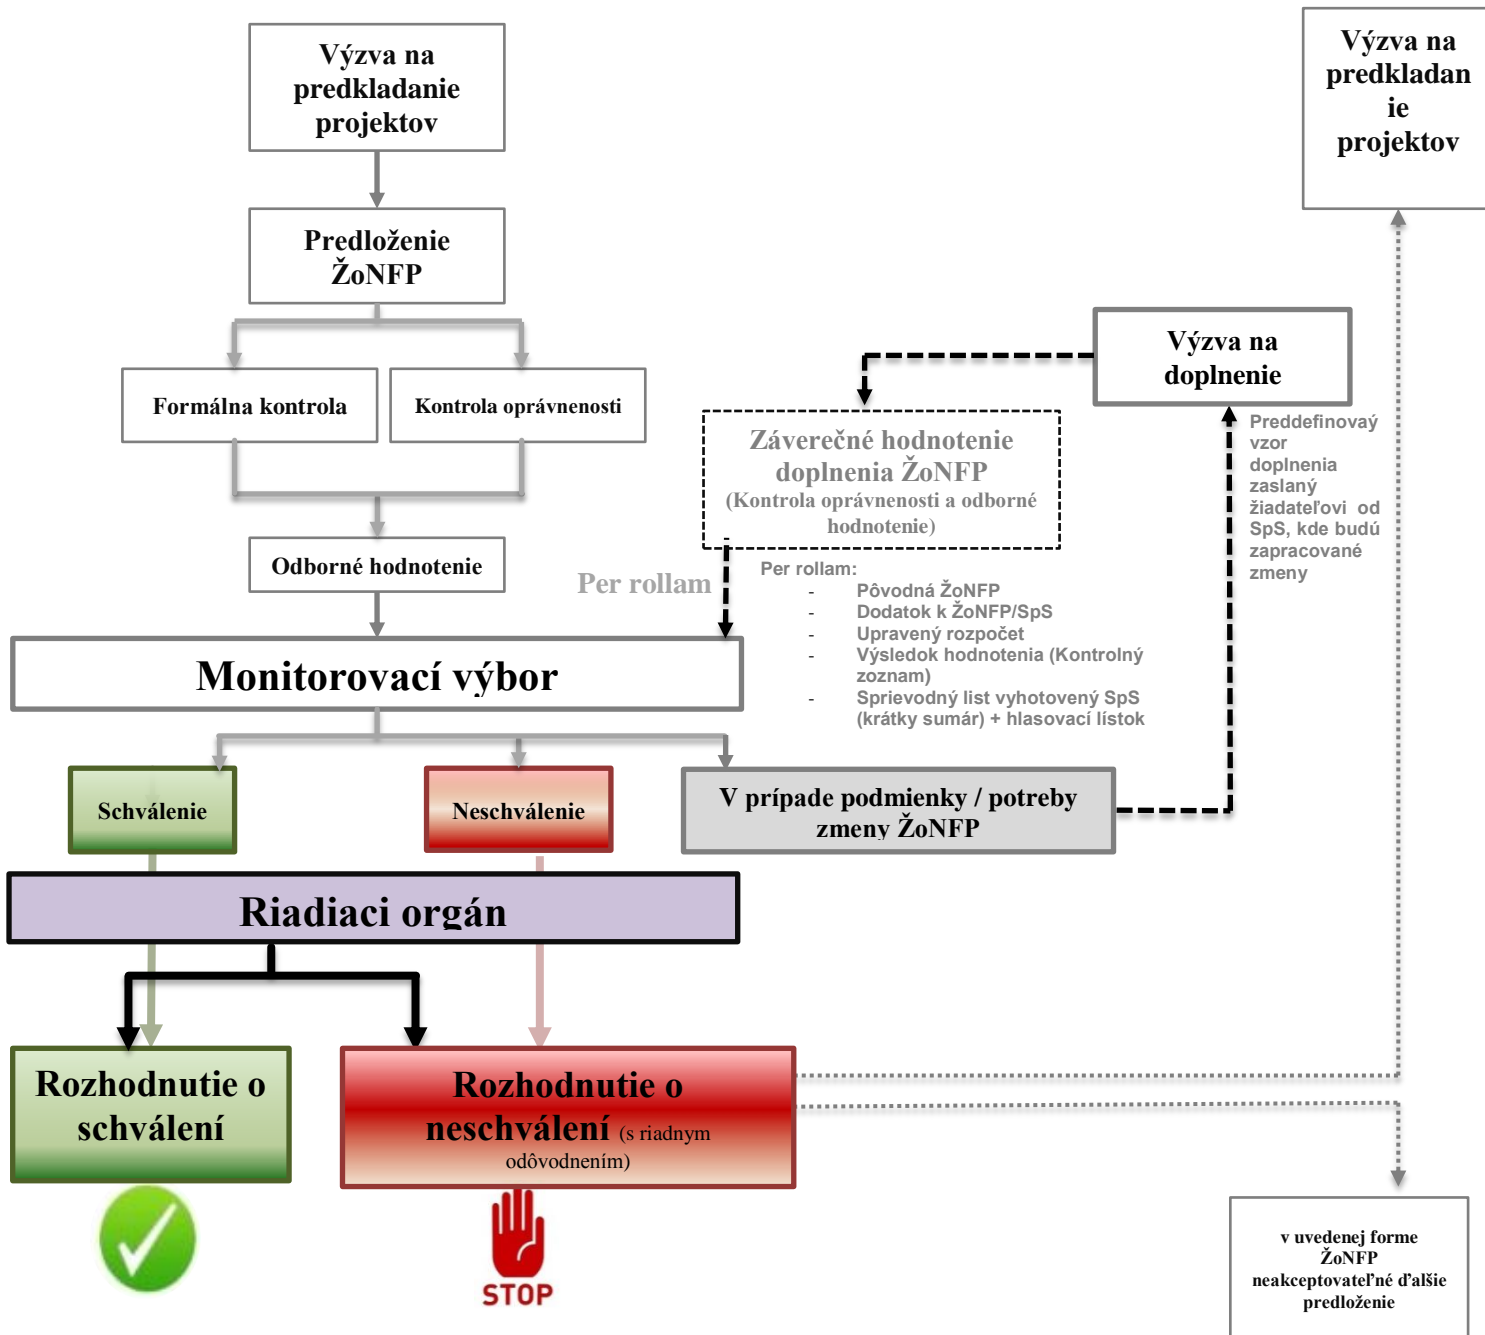 Výzva na
predkladanie
projektov
Výzva na
predkladan
ie
projektov
Predloženie
ŽoNFP
Formálna kontrola
Kontrola oprávnenosti
Výzva na
doplnenie
Záverečné hodnotenie
doplnenia ŽoNFP
(Kontrola oprávnenosti a odborné
hodnotenie)
Preddefinovaý
vzor
doplnenia
zaslaný
žiadateľovi od
SpS, kde budú
zapracované
zmeny
Odborné hodnotenie
Per rollam
Per rollam:
- Pôvodná ŽoNFP
- Dodatok k ŽoNFP/SpS
- Upravený rozpočet
- Výsledok hodnotenia (Kontrolný
zoznam)
- Sprievodný list vyhotovený SpS
(krátky sumár) + hlasovací lístok
Monitorovací výbor
Schválenie
Neschválenie
V prípade podmienky / potreby
zmeny ŽoNFP
Riadiaci orgán
Rozhodnutie o
schválení
Rozhodnutie o
neschválení (s riadnym
odôvodnením)
STOP
v uvedenej forme
ŽoNFP
neakceptovateľné ďalšie
predloženie